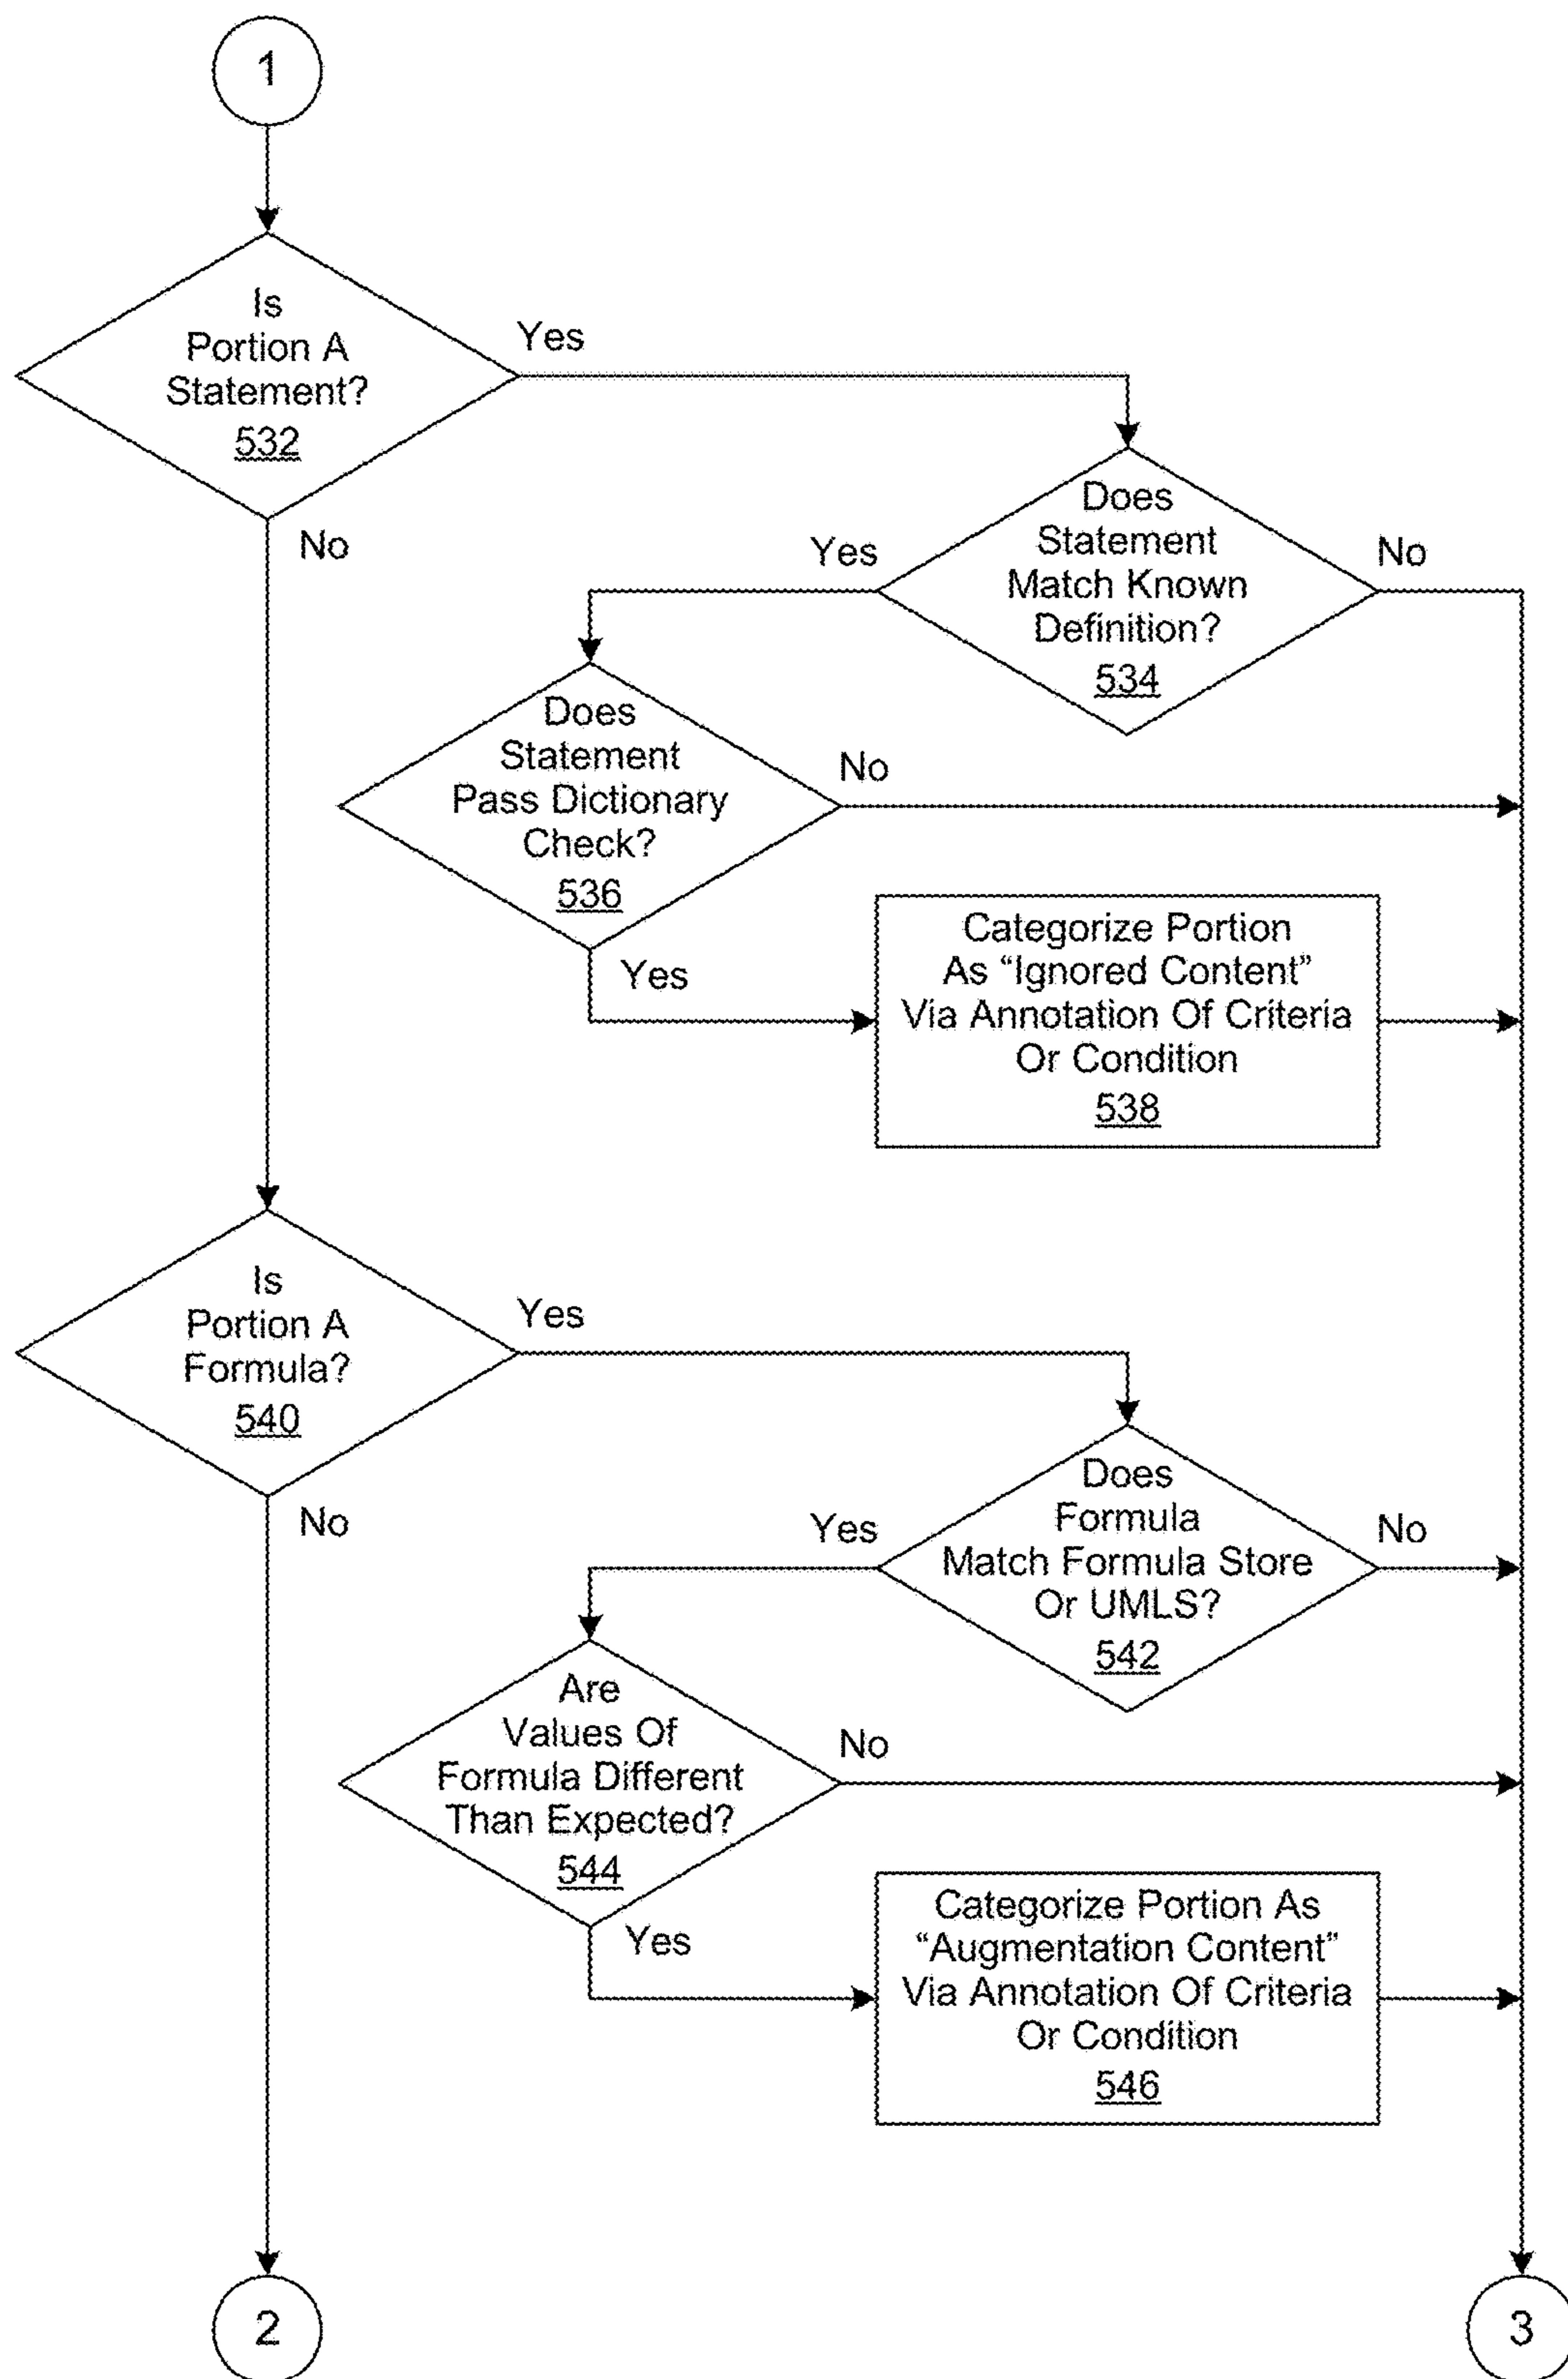 1
Is
Portion A
Statement?
532
Yes
No
Does
Statement
Match Known
Definition?
534
Yes
No
Does
Statement
Pass Dictionary
Check?
536
No
Yes
Categorize Portion
As “Ignored Content”
Via Annotation Of Criteria
Or Condition
538
Is
Portion A
Formula?
540
Yes
No
Does
Formula
Match Formula Store
Or UMLS?
542
Yes
No
Are
Values Of
Formula Different
Than Expected?
544
No
Yes
Categorize Portion As
“Augmentation Content”
Via Annotation Of Criteria
Or Condition
546
2
3